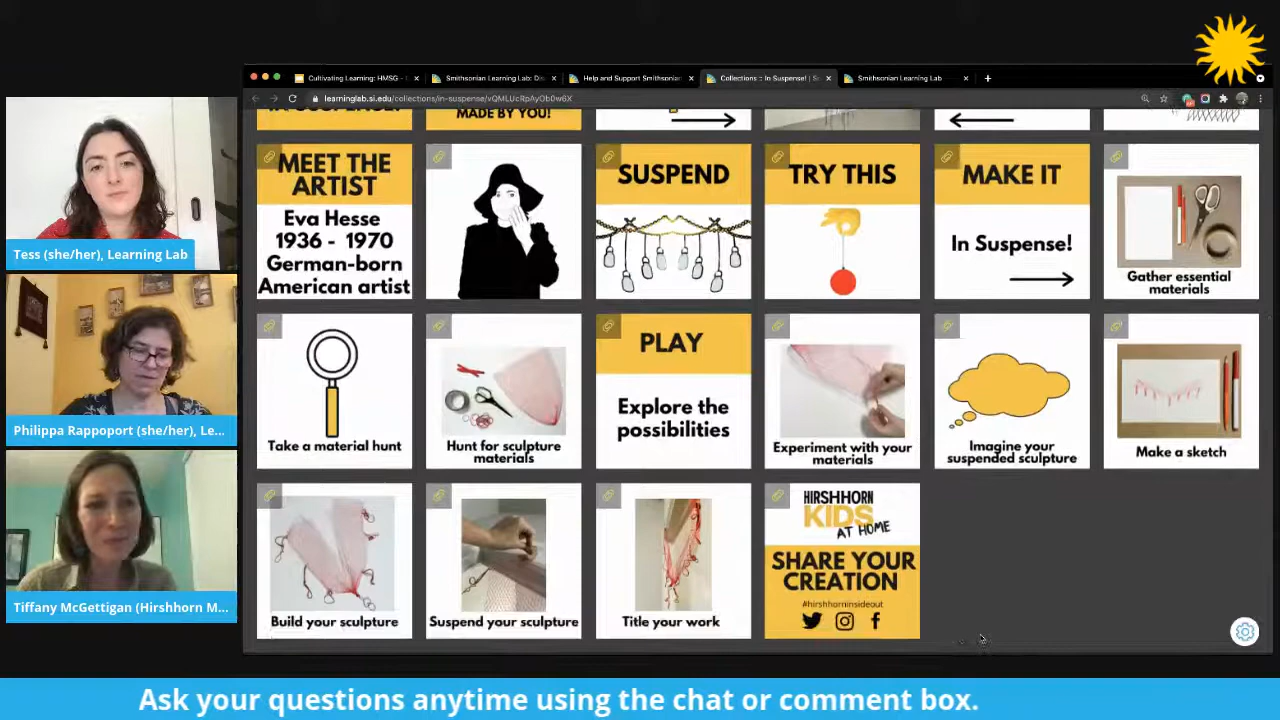 Cultivating Learning: HMSG -
Smithsonian Learning Lab: Di
Help and Support Smithsonian
Collections :: In Suspense! | S
Smithsonian Learning Lab
learninglab.si.edu/collections/in-suspense/vQMLUcRpAyOb0w6X
MADE BY YOU!
MEET THE
ARTIST
Eva Hesse
1936 - 1970
German-born
American artist
SUSPEND
TRY THIS
MAKE IT
In Suspense!
Gather essential
materials
Take a material hunt
Hunt for sculpture
materials
PLAY
Explore the
possibilities
Experiment with your
materials
Imagine your
suspended sculpture
Make a sketch
Build your sculpture
Suspend your sculpture
Title your work
HIRSHHORN
KIDS
AT HOME
SHARE YOUR
CREATION
#hirshhorninsideout
Tess (she/her), Learning Lab
Philippa Rappoport (she/her), Le...
Tiffany McGettigan (Hirshhorn M...
Ask your questions anytime using the chat or comment box.